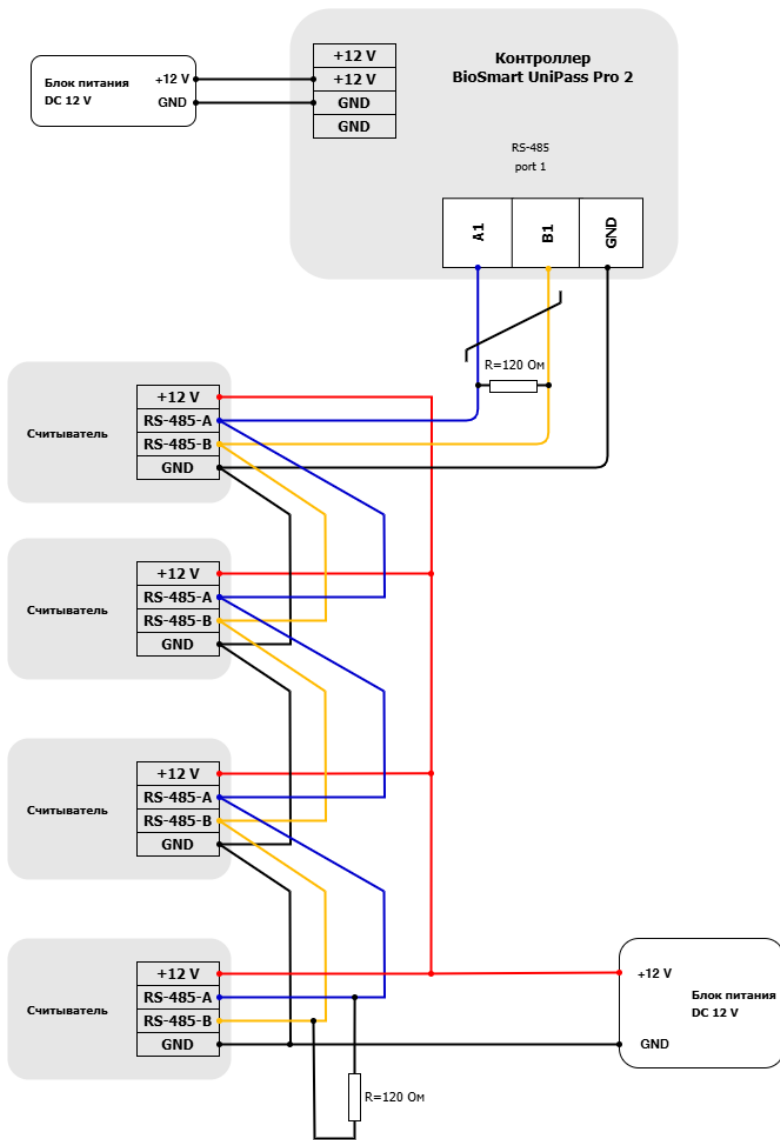 Блок питания
DC 12 V
+12 V
GND
+12 V
+12 V
GND
GND
Контроллер
BioSmart UniPass Pro 2
RS-485
port 1
A1
B1
GND
R=120 Ом
Считыватель
+12 V
RS-485-A
RS-485-B
GND
Считыватель
+12 V
RS-485-A
RS-485-B
GND
Считыватель
+12 V
RS-485-A
RS-485-B
GND
Считыватель
+12 V
RS-485-A
RS-485-B
GND
+12 V
GND
Блок питания
DC 12 V
R=120 Ом